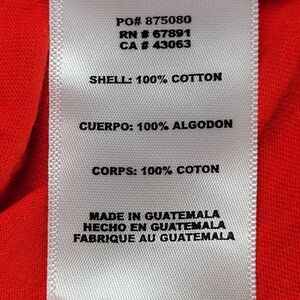 PO# 875080
RN # 67891
CA # 43063
SHELL: 100% COTTON
CUERPO: 100% ALGODON
CORPS: 100% COTON
MADE IN GUATEMALA
HECHO EN GUATEMALA
FABRIQUE AU GUATEMALA